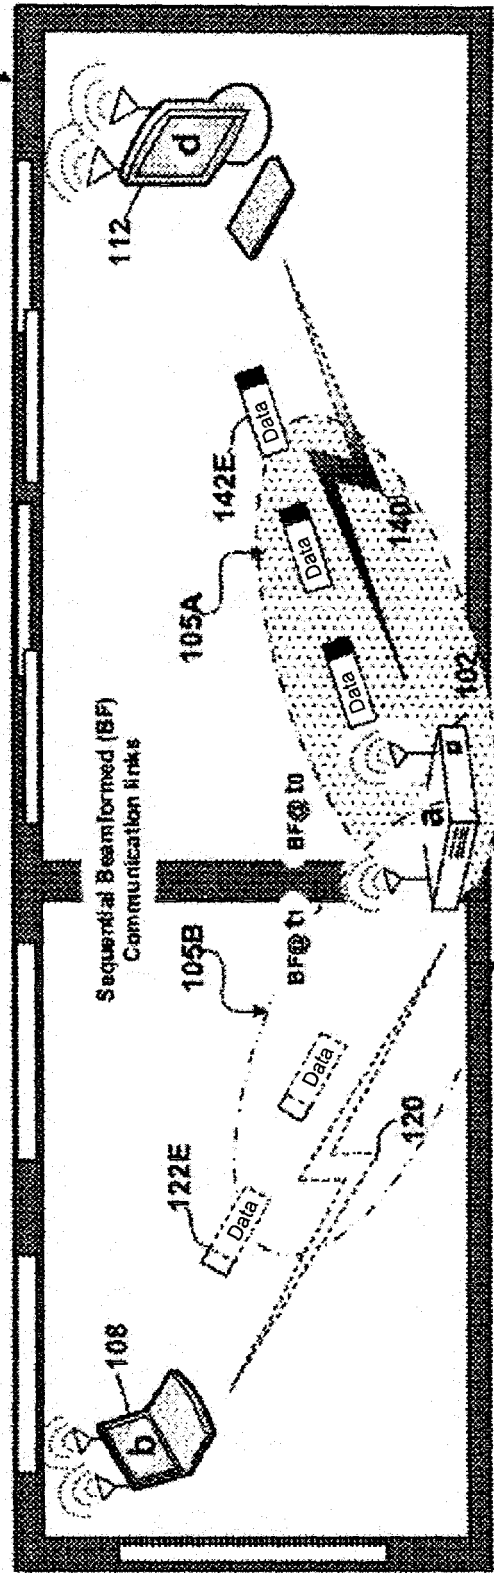 Sequential Beamformed (BF)
Communication links
108
b
122E
Data
Data
105B
120
BF@ t1
BF@ t0
a
102
105A
142E
Data
Data
Data
140
112
d